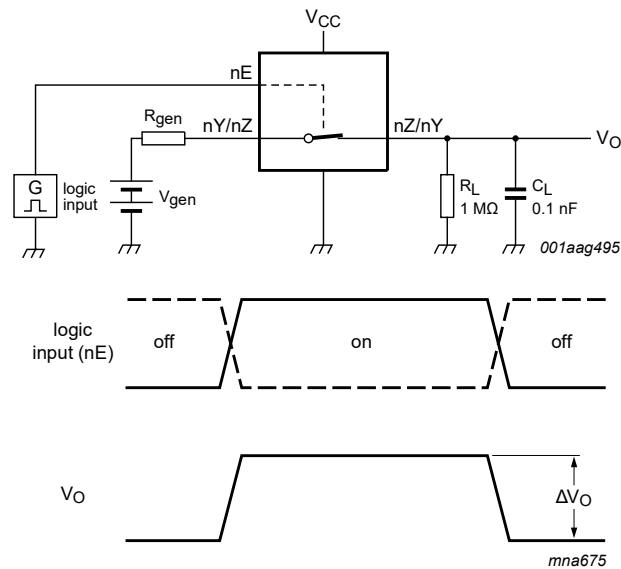 VCC
nE
Rgen
nY/nZ
nZ/nY
VO
G
logic
input
Vgen
RL
1 MΩ
CL
0.1 nF
001aag495
logic
input (nE)
off
on
off
VO
ΔVO
mna675